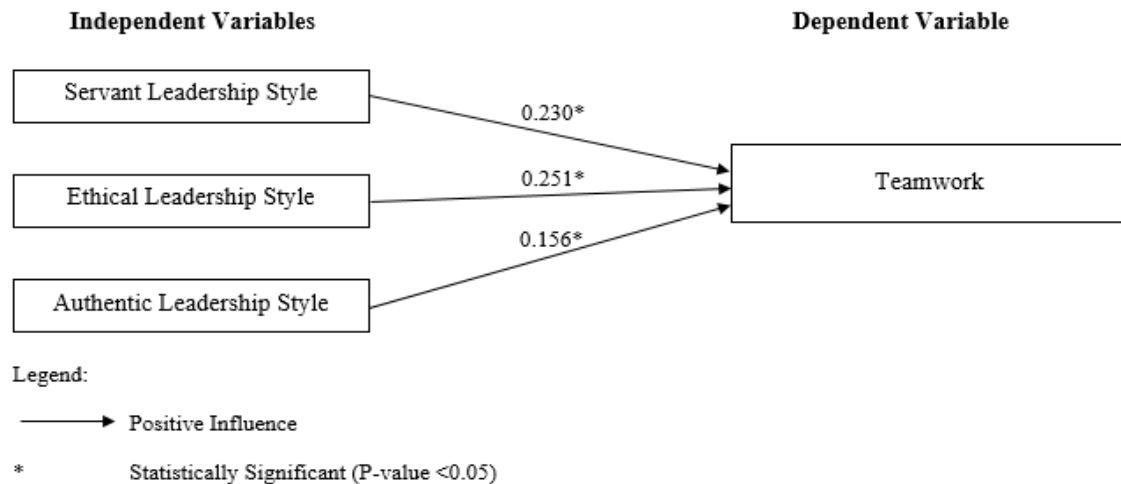 Independent Variables
Dependent Variable
Servant Leadership Style
0.230*
Teamwork
Ethical Leadership Style
0.251*
0.156*
Authentic Leadership Style
Legend:
Positive Influence
* Statistically Significant (P-value <0.05)